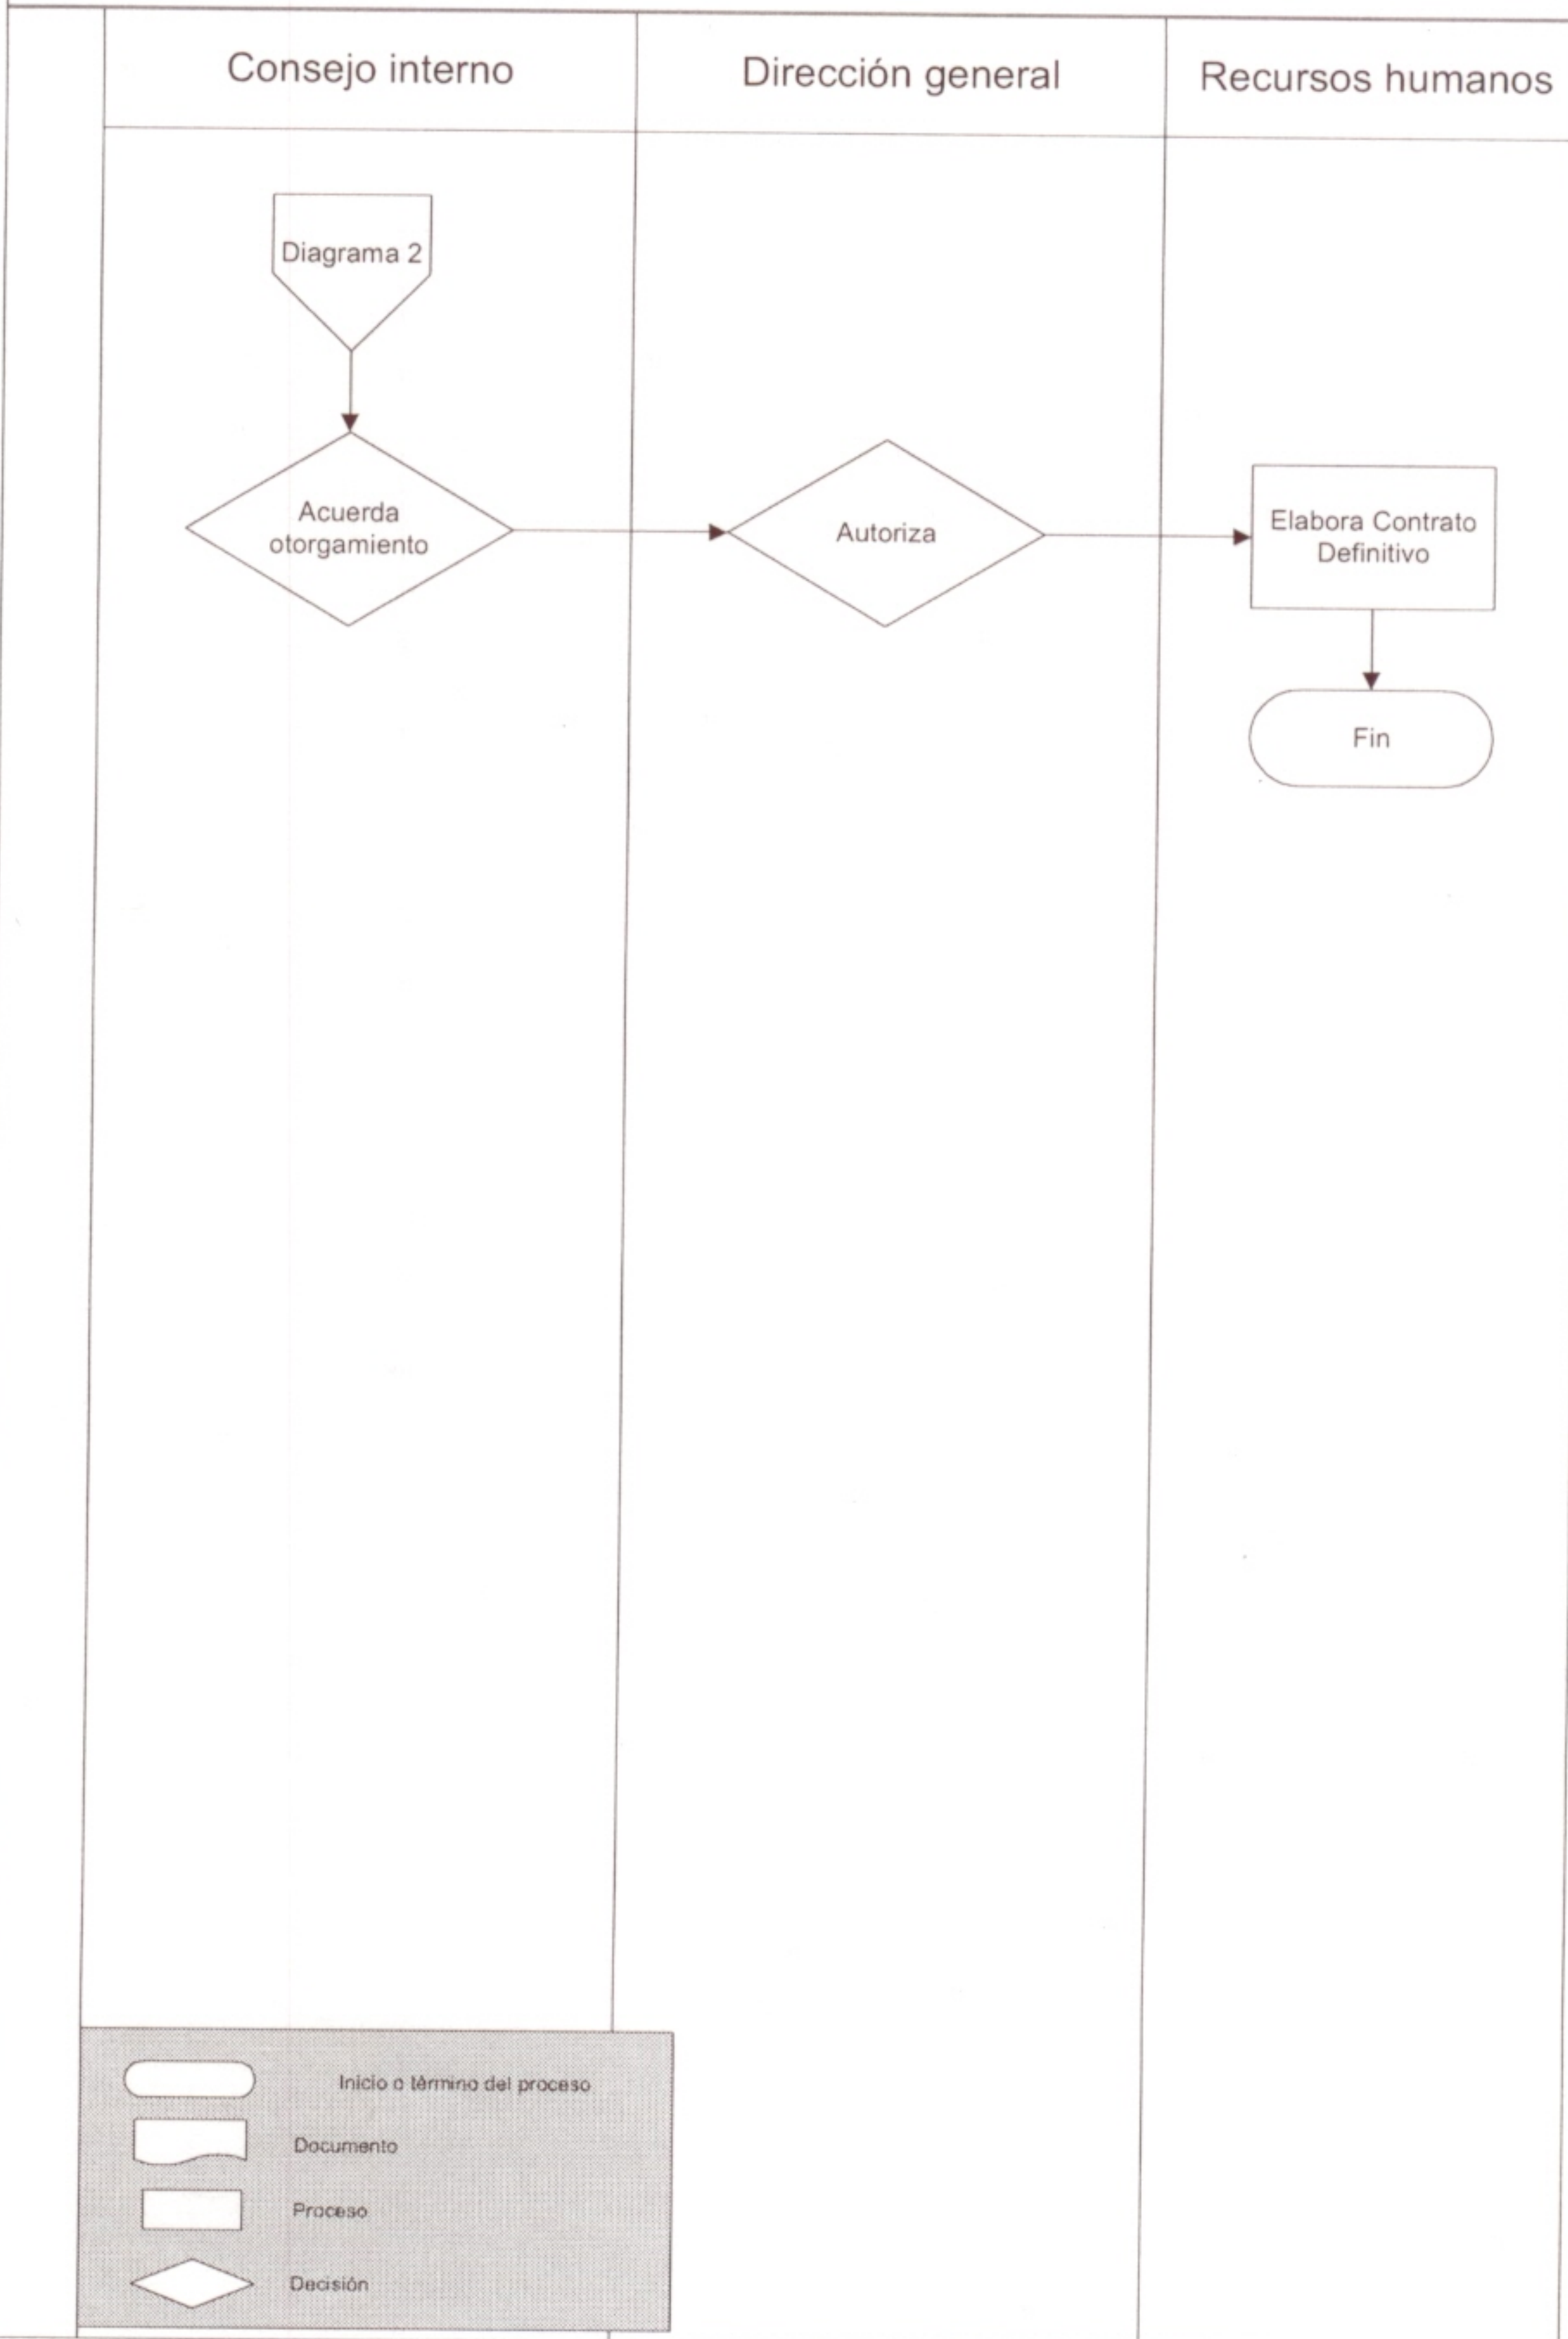 Consejo interno
Dirección general
Recursos humanos
Diagrama 2
Acuerda
otorgamiento
Autoriza
Elabora Contrato
Definitivo
Fin
Inicio o término del proceso
Documento
Proceso
Decisión